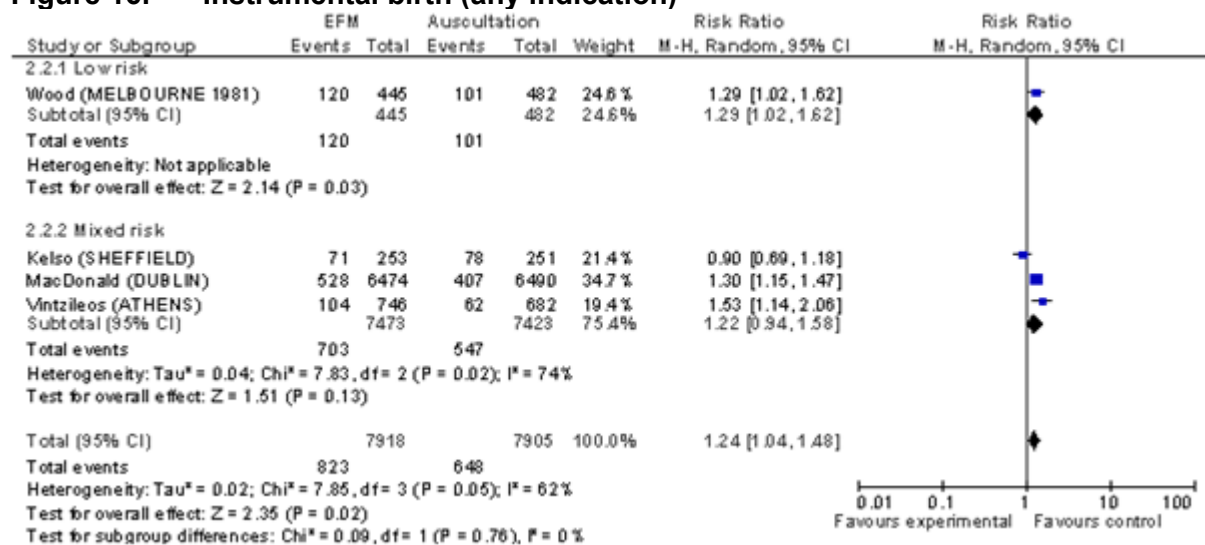 Figure 10. Instrumental birth (any indication)
EFM Auscultation Risk Ratio Risk Ratio
Study or Subgroup Events Total Events Total Weight M-H, Random, 95% CI M-H, Random, 95% CI
2.2.1 Low risk
Wood (MELBOURNE 1981) 120 445 101 482 24.6% 1.29 [1.02, 1.62]
Subtotal (95% CI) 445 482 24.6% 1.29 [1.02, 1.62]
Total events 120 101
Heterogeneity: Not applicable
Test for overall effect: Z = 2.14 (P = 0.03)
2.2.2 Mixed risk
Kelso (SHEFFIELD) 71 253 78 251 21.4% 0.90 [0.69, 1.18]
MacDonald (DUBLIN) 528 6474 407 6490 34.7% 1.30 [1.15, 1.47]
Vintzileos (ATHENS) 104 746 62 682 19.4% 1.53 [1.14, 2.06]
Subtotal (95% CI) 7473 7423 75.4% 1.22 [0.94, 1.58]
Total events 703 547
Heterogeneity: Tau² = 0.04; Chi² = 7.83, df = 2 (P = 0.02); I² = 74%
Test for overall effect: Z = 1.51 (P = 0.13)
Total (95% CI) 7918 7905 100.0% 1.24 [1.04, 1.48]
Total events 823 648
Heterogeneity: Tau² = 0.02; Chi² = 7.85, df = 3 (P = 0.05); I² = 62%
Test for overall effect: Z = 2.35 (P = 0.02)
Test for subgroup differences: Chi² = 0.09, df = 1 (P = 0.76), I² = 0%
0.01 0.1 1 10 100
Favours experimental Favours control